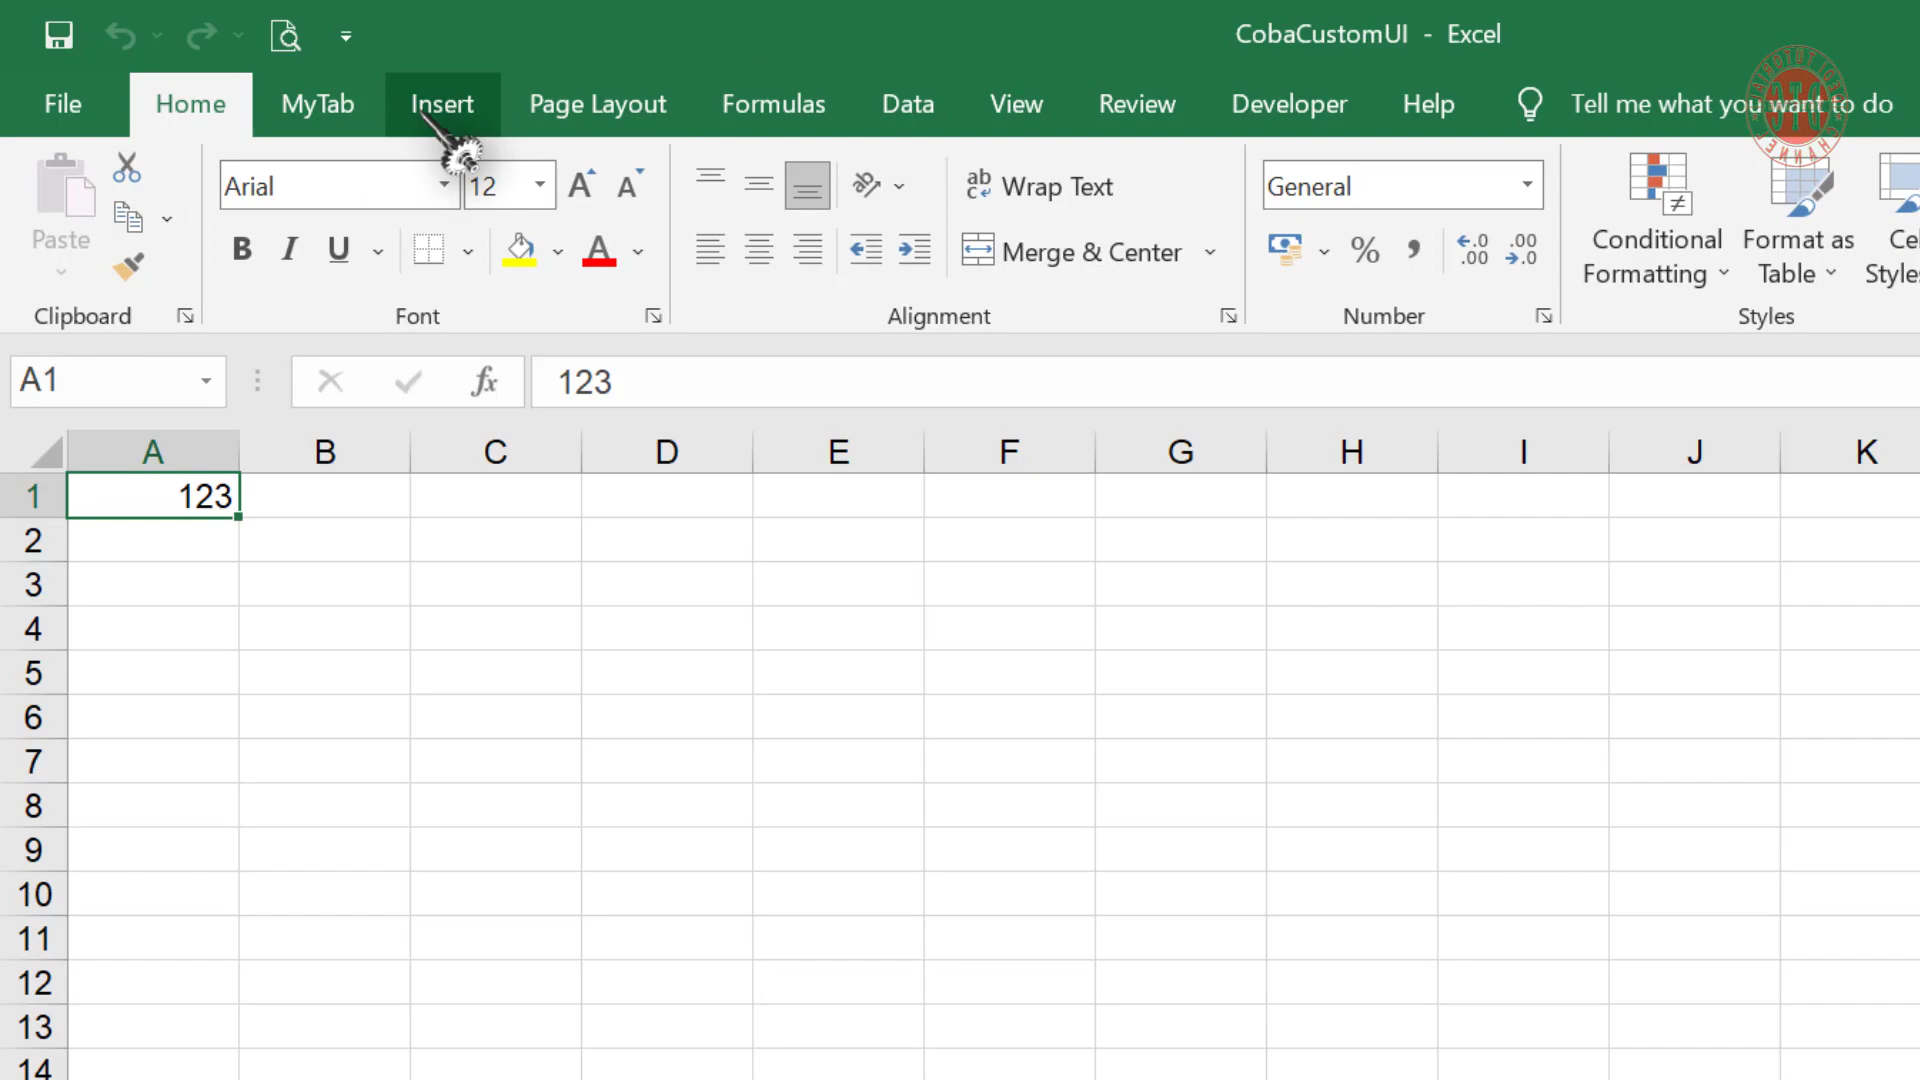 CobaCustomUI - Excel
File Home MyTab Insert Page Layout Formulas Data View Review Developer Help Tell me what you want to do
Arial 12 Wrap Text General
Paste B I U Merge & Center % Conditional Formatting Format as Table
Clipboard Font Alignment Number Styles
A1 fx 123
A B C D E F G H I J K
1 123
2
3
4
5
6
7
8
9
10
11
12
13
14